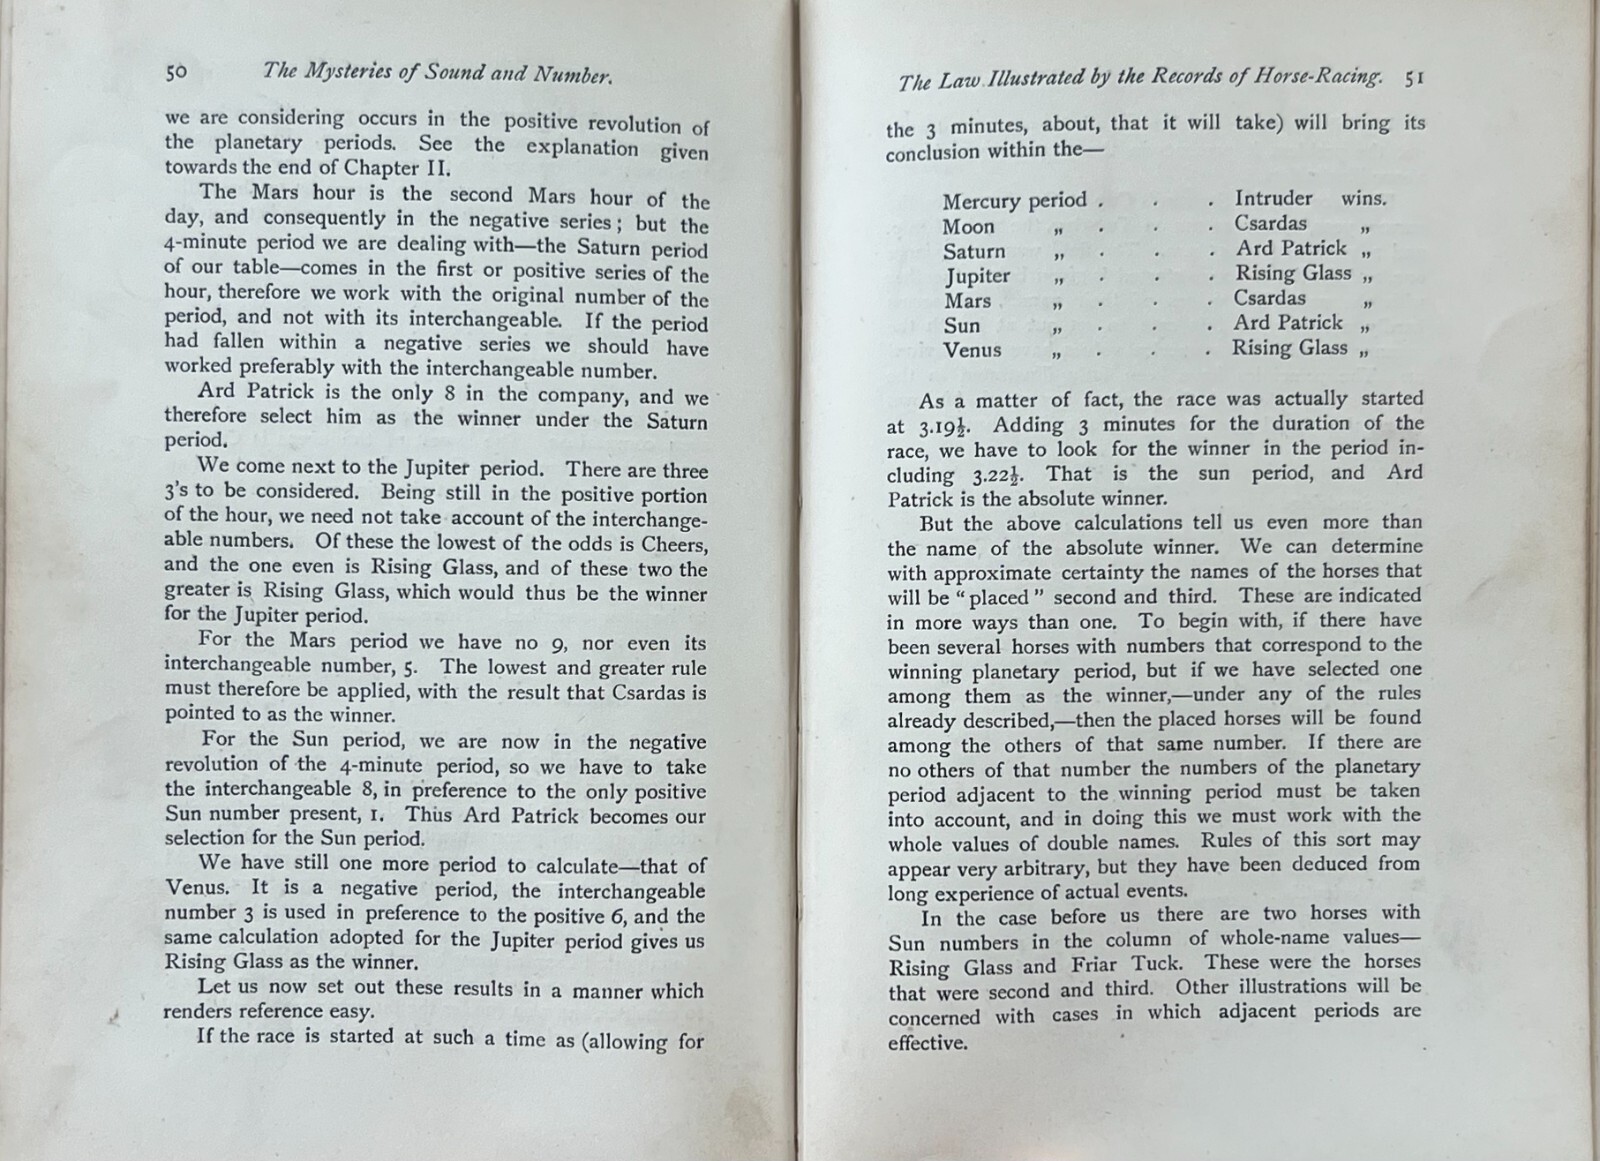 50 The Mysteries of Sound and Number.
we are considering occurs in the positive revolution of
the planetary periods. See the explanation given
towards the end of Chapter II.
The Mars hour is the second Mars hour of the
day, and consequently in the negative series; but the
4-minute period we are dealing with—the Saturn period
of our table—comes in the first or positive series of the
hour, therefore we work with the original number of the
period, and not with its interchangeable. If the period
had fallen within a negative series we should have
worked preferably with the interchangeable number.
Ard Patrick is the only 8 in the company, and we
therefore select him as the winner under the Saturn
period.
We come next to the Jupiter period. There are three
3's to be considered. Being still in the positive portion
of the hour, we need not take account of the interchange-
able numbers. Of these the lowest of the odds is Cheers,
and the one even is Rising Glass, and of these two the
greater is Rising Glass, which would thus be the winner
for the Jupiter period.
For the Mars period we have no 9, nor even its
interchangeable number, 5. The lowest and greater rule
must therefore be applied, with the result that Csardas is
pointed to as the winner.
For the Sun period, we are now in the negative
revolution of the 4-minute period, so we have to take
the interchangeable 8, in preference to the only positive
Sun number present, 1. Thus Ard Patrick becomes our
selection for the Sun period.
We have still one more period to calculate—that of
Venus. It is a negative period, the interchangeable
number 3 is used in preference to the positive 6, and the
same calculation adopted for the Jupiter period gives us
Rising Glass as the winner.
Let us now set out these results in a manner which
renders reference easy.
If the race is started at such a time as (allowing for
The Law Illustrated by the Records of Horse-Racing. 51
the 3 minutes, about, that it will take) will bring its
conclusion within the—
Mercury period . . . Intruder wins.
Moon „ . . . Csardas „
Saturn „ . . . Ard Patrick „
Jupiter „ . . . Rising Glass „
Mars „ . . . Csardas „
Sun „ . . . Ard Patrick „
Venus „ . . . Rising Glass „
As a matter of fact, the race was actually started
at 3.19½. Adding 3 minutes for the duration of the
race, we have to look for the winner in the period in-
cluding 3.22½. That is the sun period, and Ard
Patrick is the absolute winner.
But the above calculations tell us even more than
the name of the absolute winner. We can determine
with approximate certainty the names of the horses that
will be "placed" second and third. These are indicated
in more ways than one. To begin with, if there have
been several horses with numbers that correspond to the
winning planetary period, but if we have selected one
among them as the winner,—under any of the rules
already described,—then the placed horses will be found
among the others of that same number. If there are
no others of that number the numbers of the planetary
period adjacent to the winning period must be taken
into account, and in doing this we must work with the
whole values of double names. Rules of this sort may
appear very arbitrary, but they have been deduced from
long experience of actual events.
In the case before us there are two horses with
Sun numbers in the column of whole-name values—
Rising Glass and Friar Tuck. These were the horses
that were second and third. Other illustrations will be
concerned with cases in which adjacent periods are
effective.